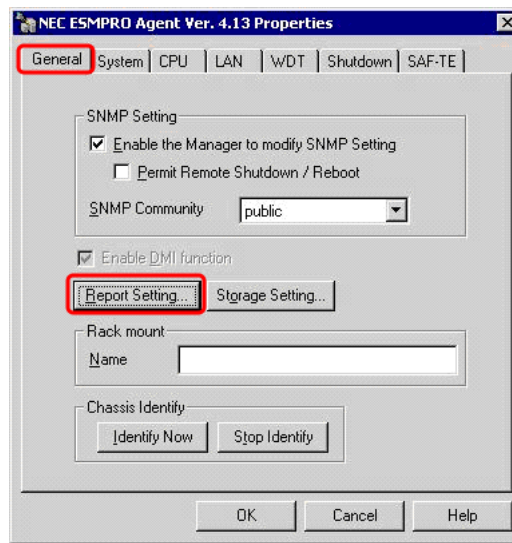 NEC ESMPRO Agent Ver. 4.13 Properties
General System CPU LAN WDT Shutdown SAF-TE
SNMP Setting
Enable the Manager to modify SNMP Setting
Permit Remote Shutdown / Reboot
SNMP Community public
Enable DMI function
Report Setting... Storage Setting...
Rack mount
Name
Chassis Identify
Identify Now Stop Identify
OK Cancel Help